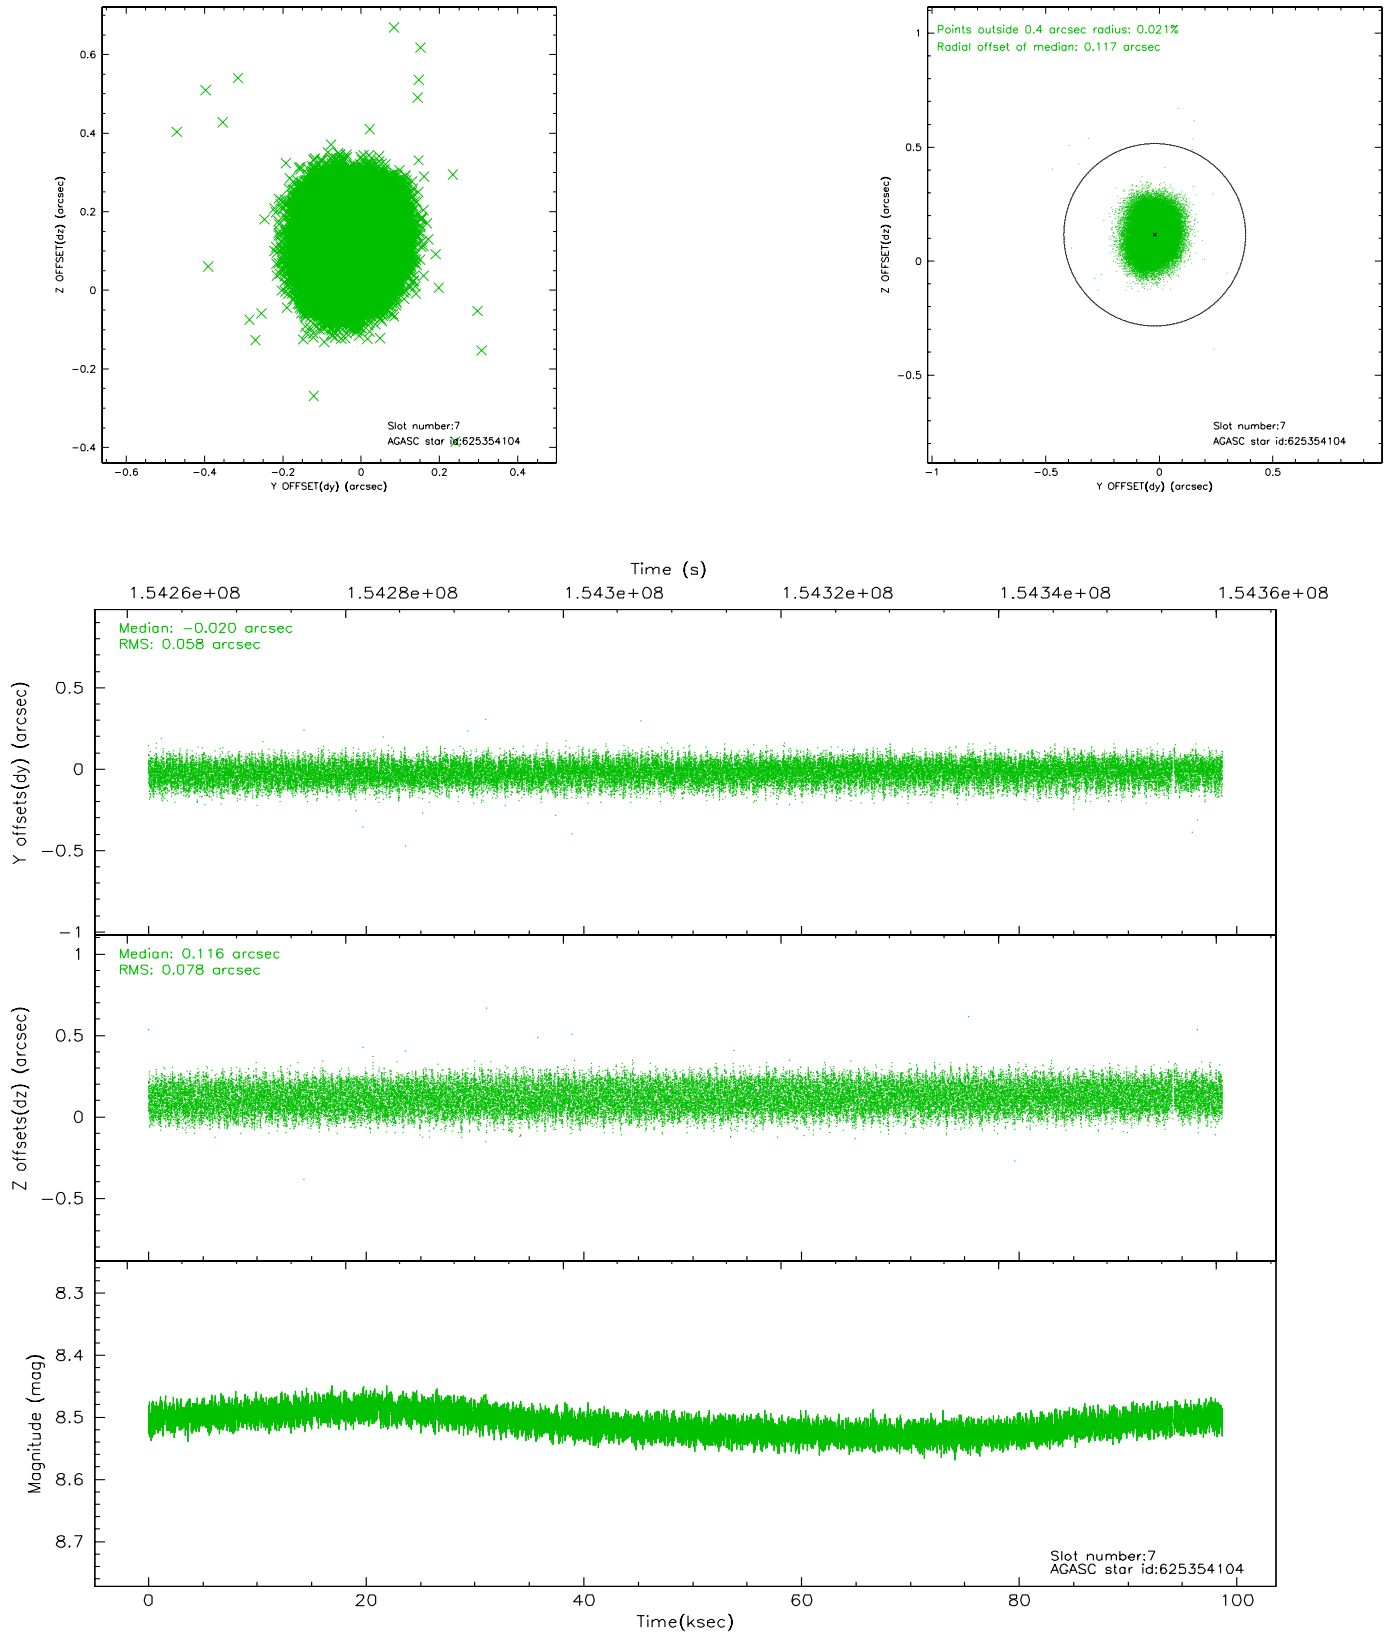 0.6
0.4
0.2
0
−0.2
−0.4
Z OFFSET(dz) (arcsec)
Slot number:7
AGASC star id:625354104
−0.6 −0.4 −0.2 0 0.2 0.4
Y OFFSET(dy) (arcsec)
Points outside 0.4 arcsec radius: 0.021%
Radial offset of median: 0.117 arcsec
1
0.5
0
−0.5
Z OFFSET(dz) (arcsec)
Slot number:7
AGASC star id:625354104
−1 −0.5 0 0.5
Y OFFSET(dy) (arcsec)
Time (s)
1.5426e+08 1.5428e+08 1.543e+08 1.5432e+08 1.5434e+08 1.5436e+08
Median: −0.020 arcsec
RMS: 0.058 arcsec
0.5
0
−0.5
−1
Y offsets(dy) (arcsec)
Median: 0.116 arcsec
RMS: 0.078 arcsec
1
0.5
0
−0.5
Z offsets(dz) (arcsec)
8.3
8.4
8.5
8.6
8.7
Magnitude (mag)
Slot number:7
AGASC star id:625354104
0 20 40 60 80 100
Time(ksec)